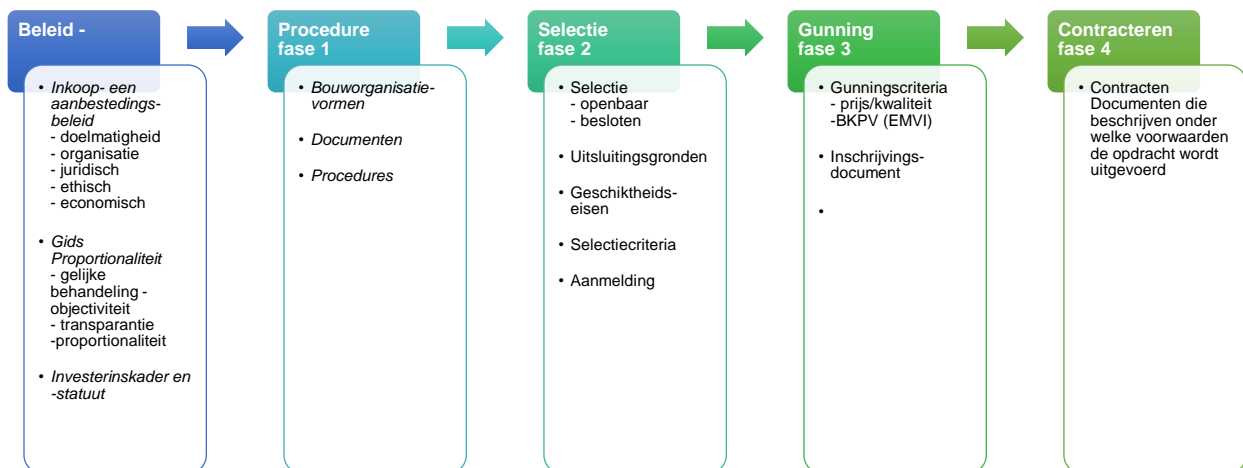 Beleid -
• Inkoop- een
aanbestedings-
beleid
- doelmatigheid
- organisatie
- juridisch
- ethisch
- economisch
• Gids
Proportionaliteit
- gelijke
behandeling -
objectiviteit
- transparantie
-proportionaliteit
• Investerinskader en
-statuut
Procedure
fase 1
• Bouworganisatie-
vormen
• Documenten
• Procedures
Selectie
fase 2
• Selectie
- openbaar
- besloten
• Uitsluitingsgronden
• Geschiktheids-
eisen
• Selectiecriteria
• Aanmelding
Gunning
fase 3
• Gunningscriteria
- prijs/kwaliteit
-BKPV (EMVI)
• Inschrijvings-
document
•
Contracteren
fase 4
• Contracten
Documenten die
beschrijven onder
welke voorwaarden
de opdracht wordt
uitgevoerd